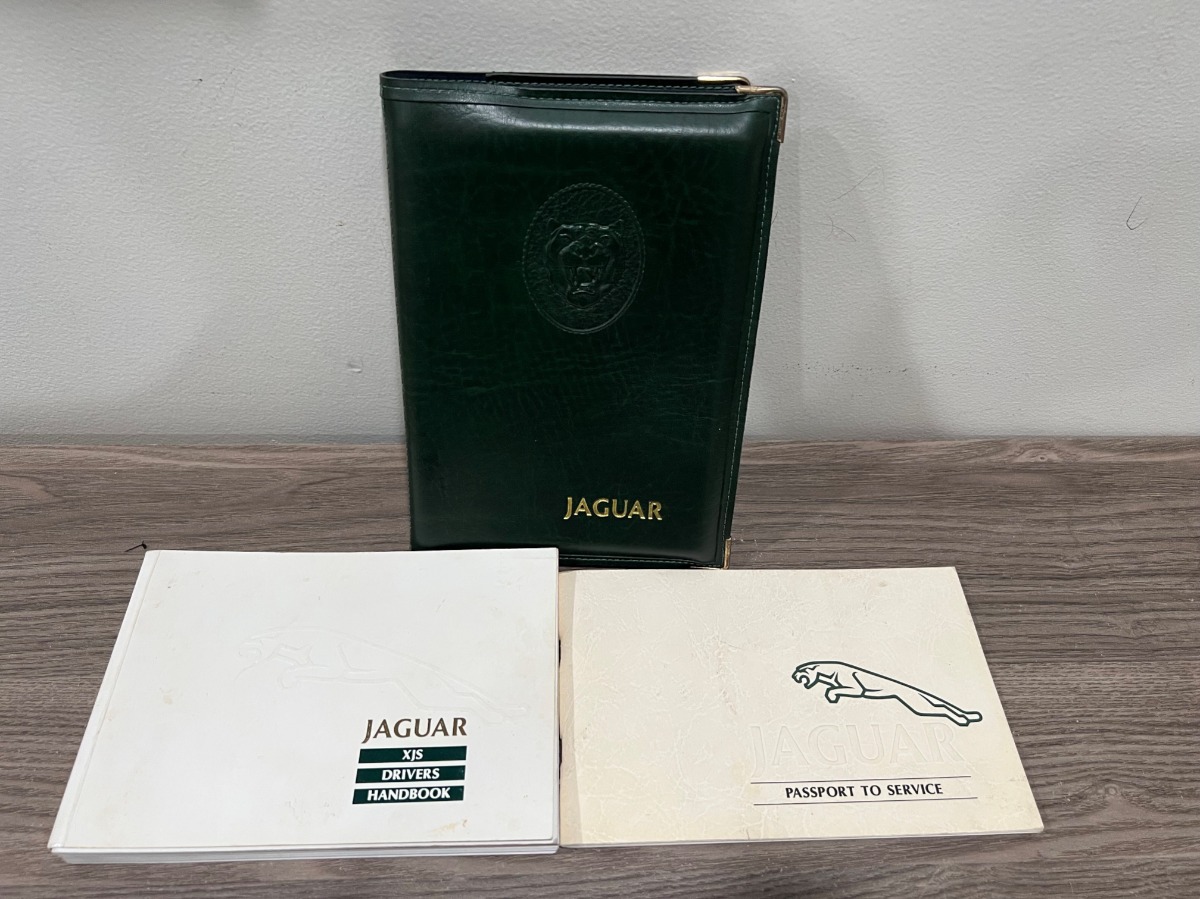 JAGUAR
JAGUAR
XJS
DRIVERS
HANDBOOK
JAGUAR
PASSPORT TO SERVICE